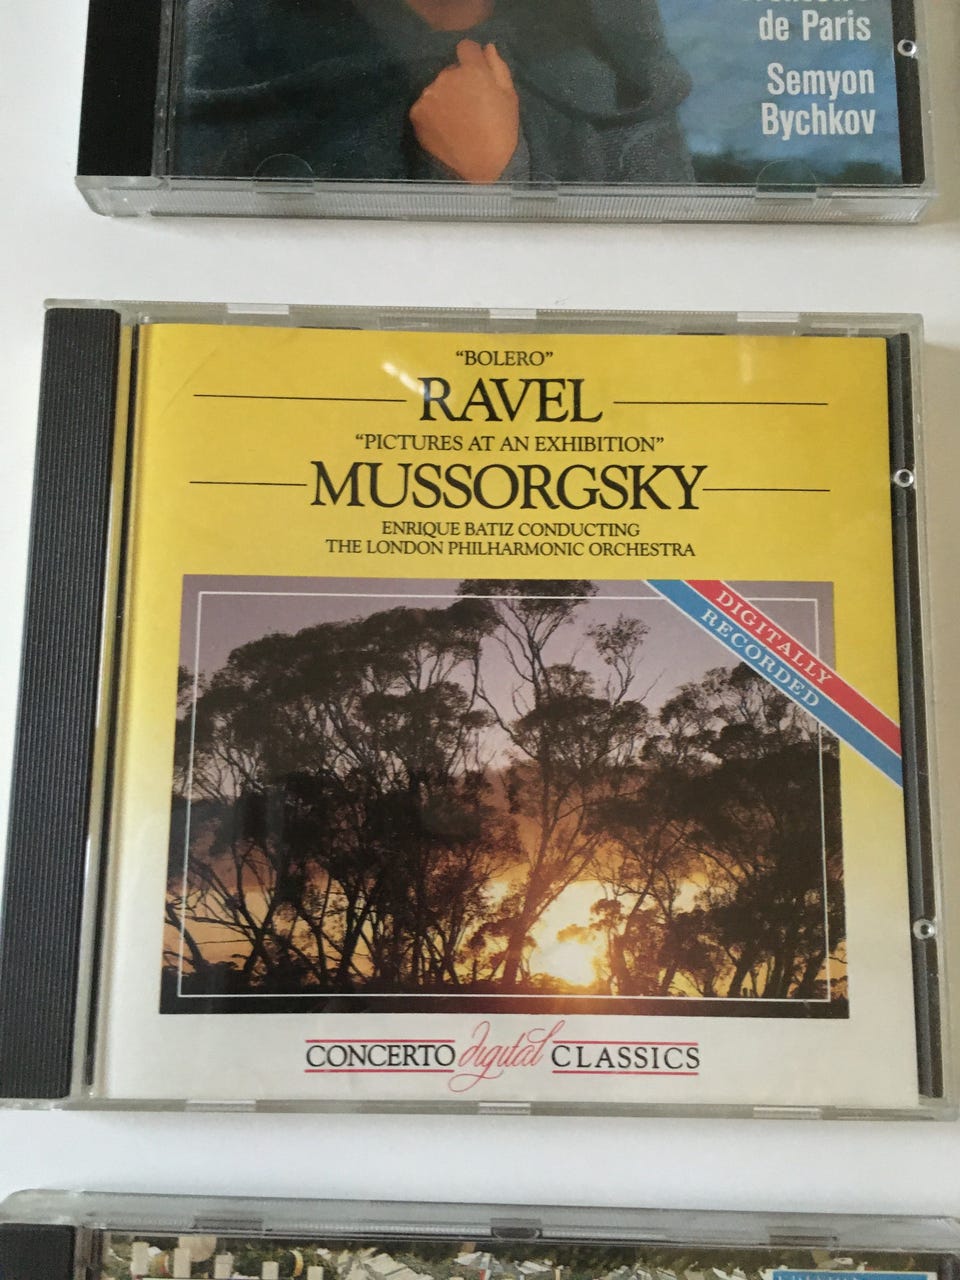 de Paris
Semyon
Bychkov
"BOLERO"
RAVEL
"PICTURES AT AN EXHIBITION"
MUSSORGSKY
ENRIQUE BATIZ CONDUCTING
THE LONDON PHILHARMONIC ORCHESTRA
DIGITALLY
RECORDED
CONCERTO digital CLASSICS